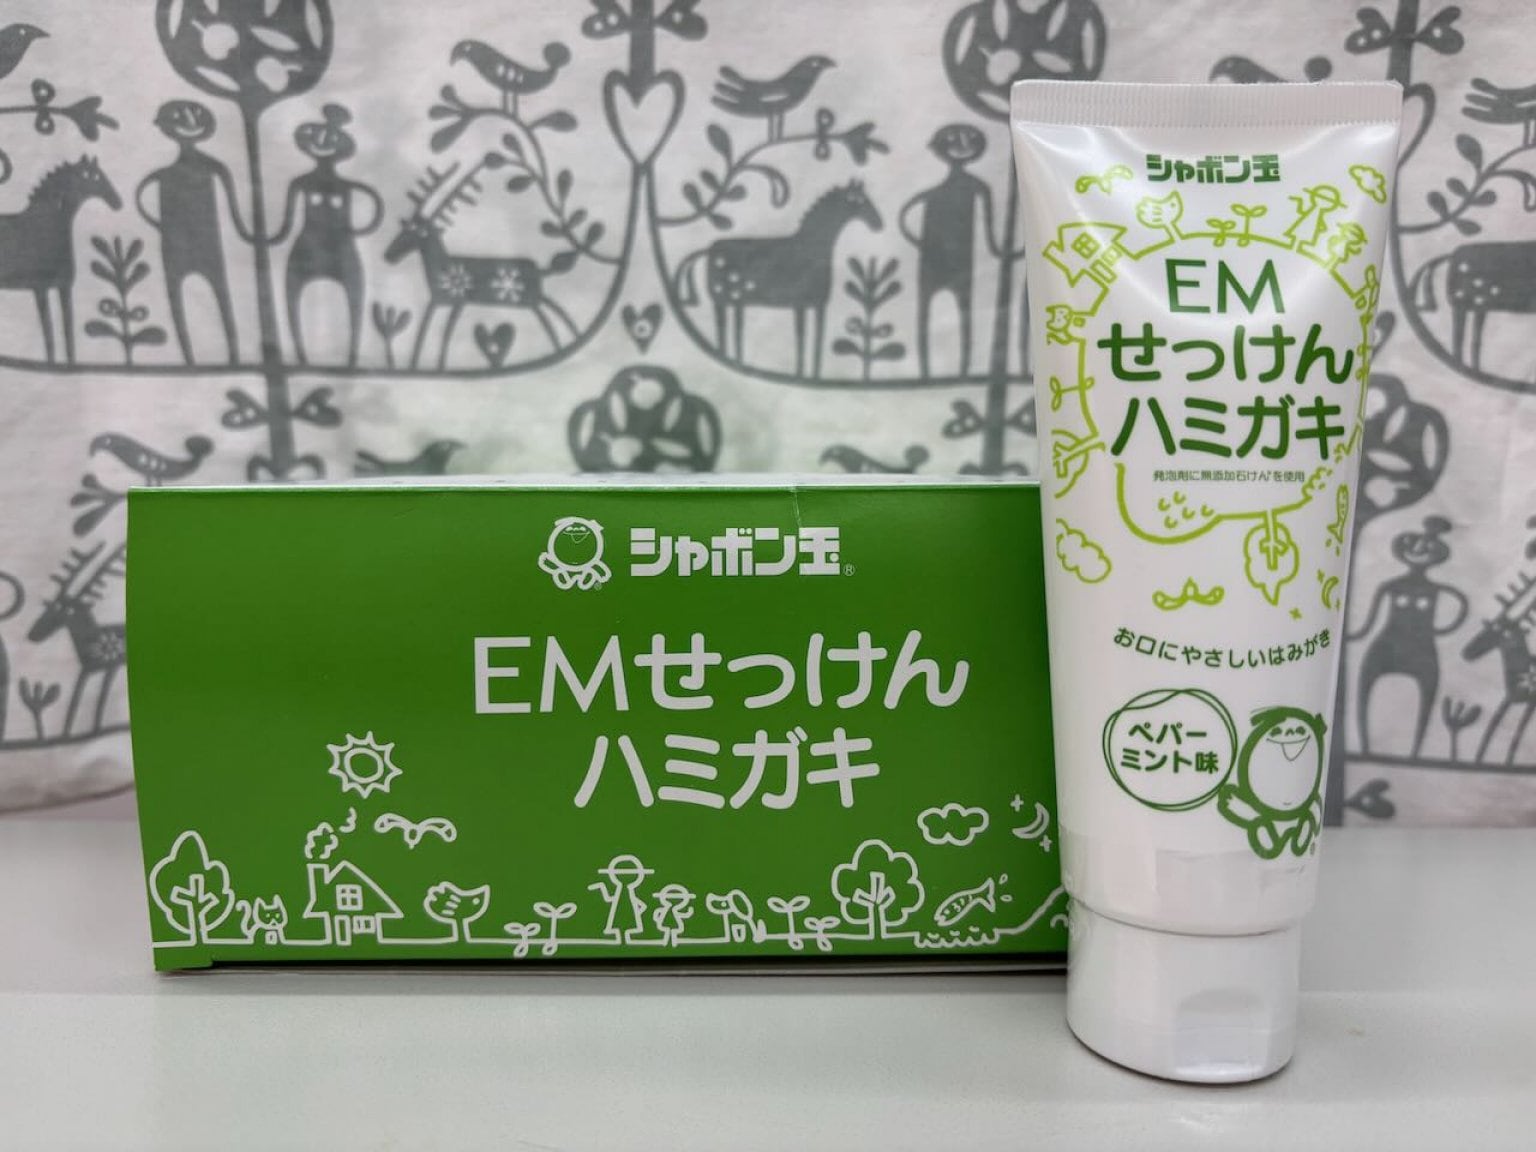 シャボン玉®
EMせっけん
ハミガキ
シャボン玉
EM
せっけん
ハミガキ
発泡剤に無添加石けん*を使用
お口にやさしいはみがき
ペパー
ミント味